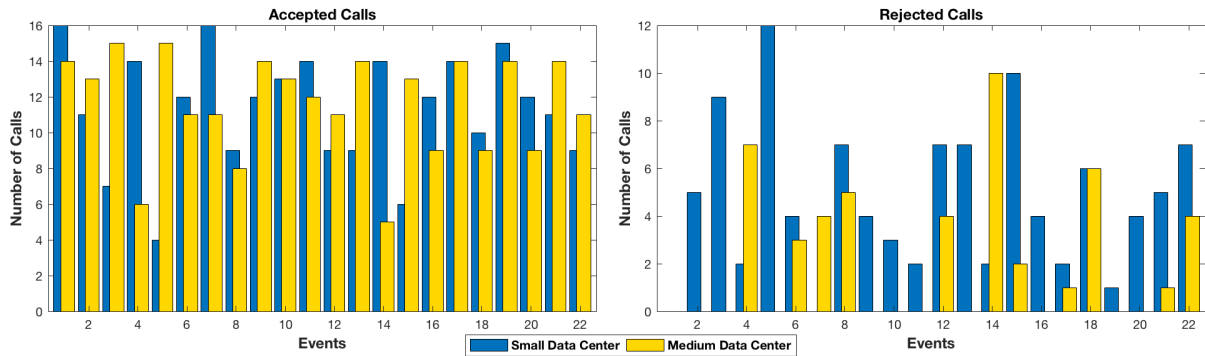 Accepted Calls
Number of Calls
16
14
12
10
8
6
4
2
0
2 4 6 8 10 12 14 16 18 20 22
Events
Rejected Calls
Number of Calls
12
10
8
6
4
2
0
2 4 6 8 10 12 14 16 18 20 22
Events
Small Data Center Medium Data Center